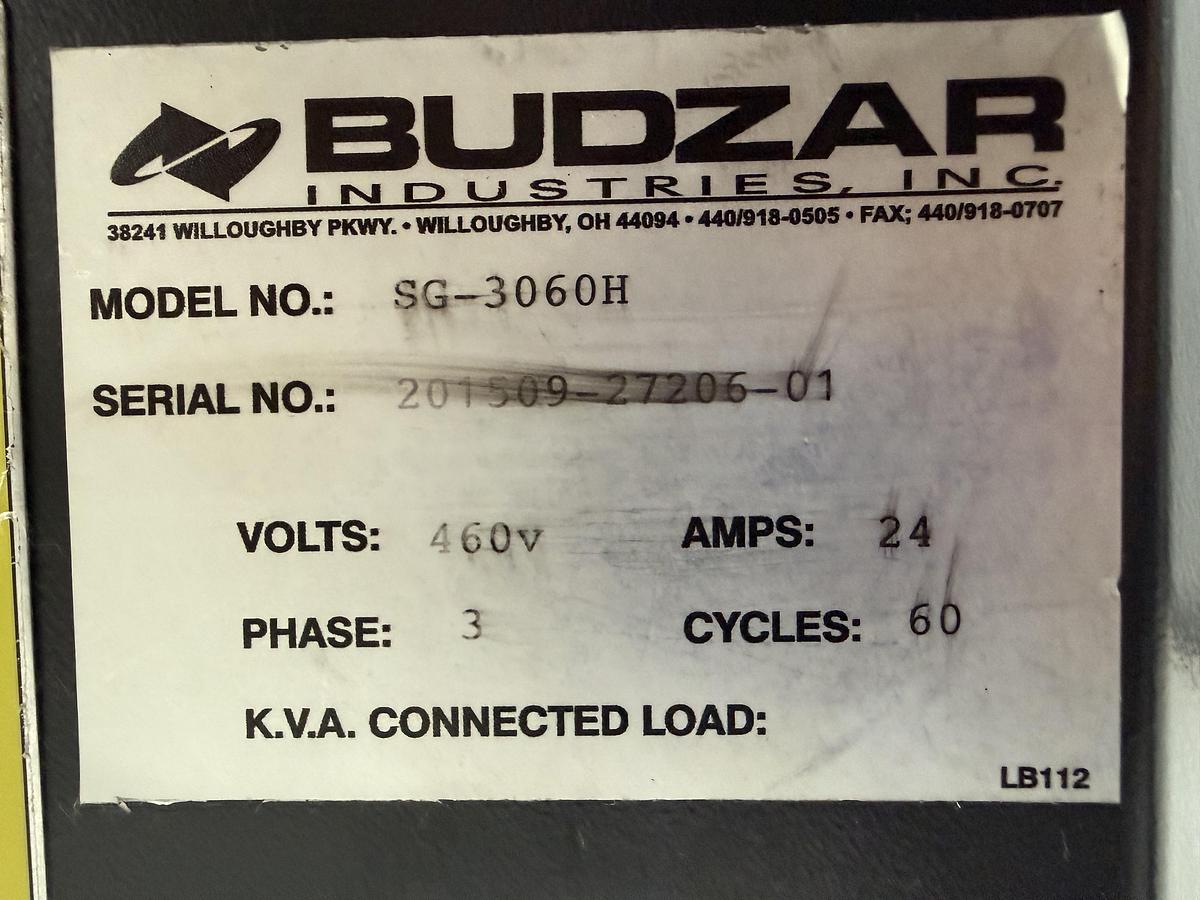 BUDZAR
INDUSTRIES, INC.
38241 WILLOUGHBY PKWY. • WILLOUGHBY, OH 44094 • 440/918-0505 • FAX; 440/918-0707
MODEL NO.: SG-3060H
SERIAL NO.: 201509-27206-01
VOLTS: 460v AMPS: 24
PHASE: 3 CYCLES: 60
K.V.A. CONNECTED LOAD:
LB112